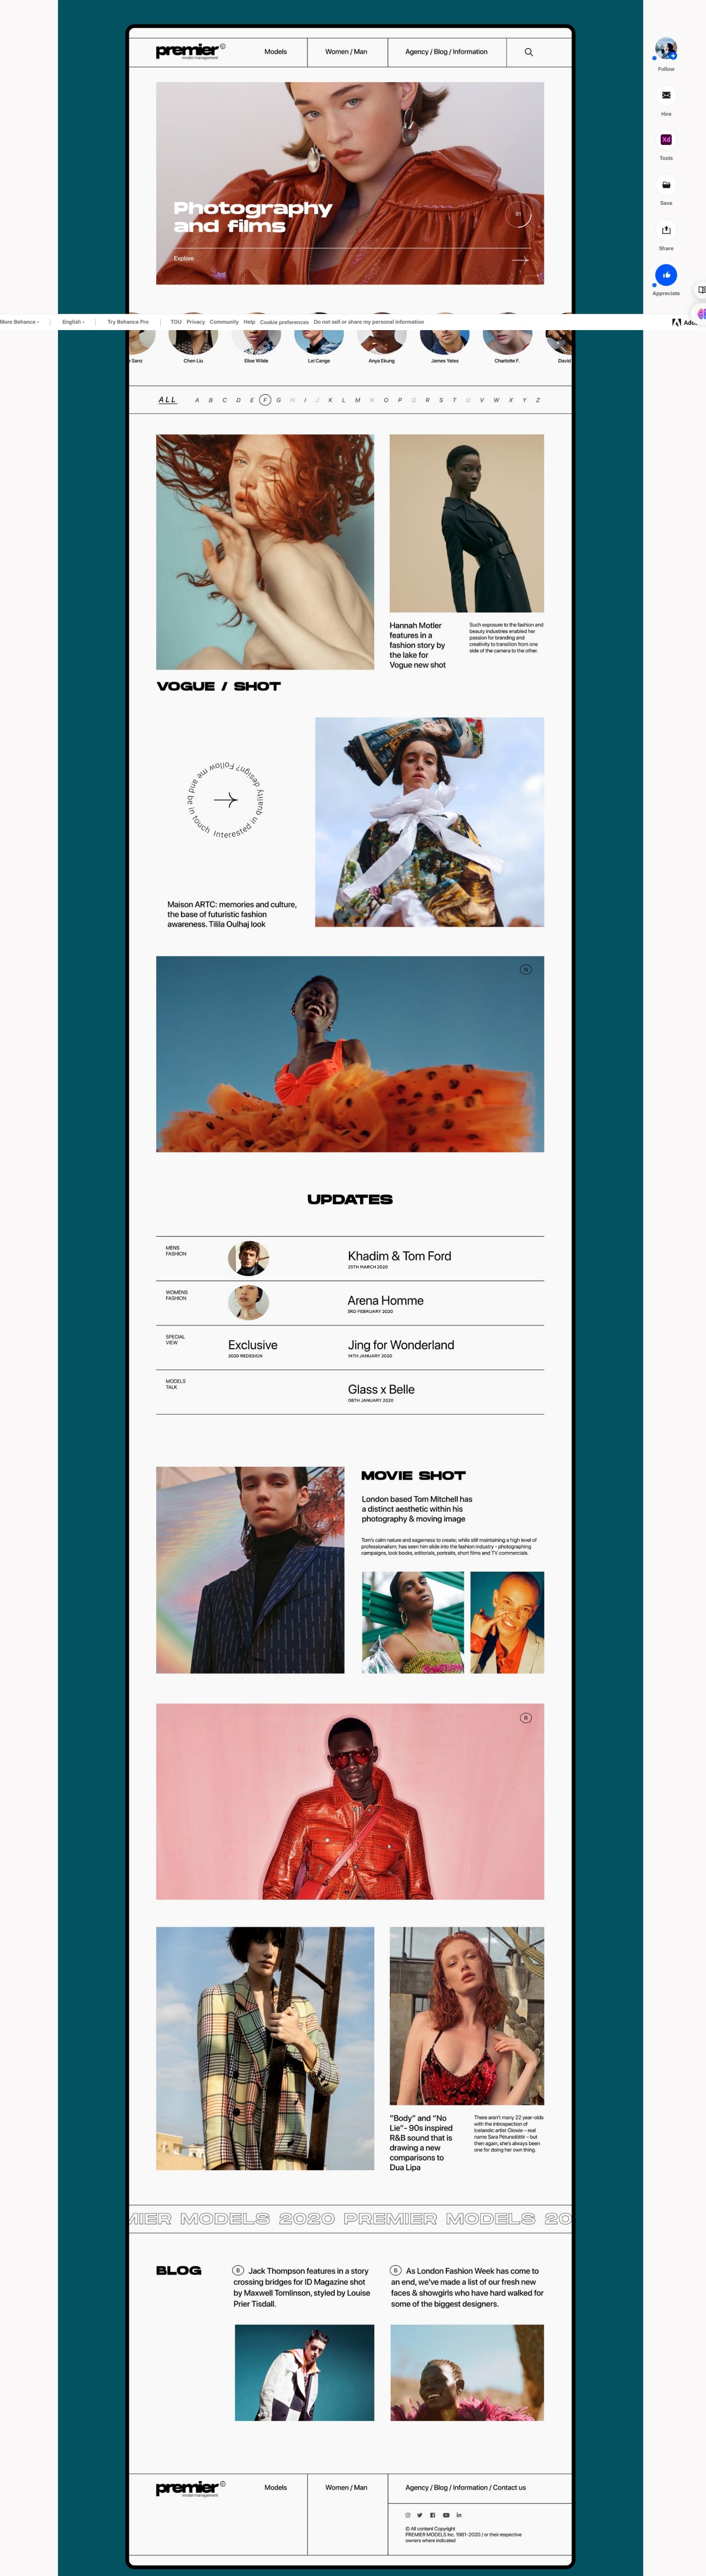 premier
model management
Models
Women / Man
Agency / Blog / Information
Follow
Hire
Xd
Tools
Save
Share
Appreciate
Photography
and films
01
Explore
More Behance
English
Try Behance Pro
TOU
Privacy
Community
Help
Cookie preferences
Do not sell or share my personal information
Sanz
Chen Liu
Elise Wilde
Lei Cange
Anya Ekung
James Yates
Charlotte F.
David
ALL A B C D E F G H I J K L M N O P Q R S T U V W X Y Z
Hannah Motler
features in a
fashion story by
the lake for
Vogue new shot
Such exposure to the fashion and
beauty industries enabled her
passion for branding and
creativity to transition from one
side of the camera to the other.
VOGUE / SHOT
Interested in quality design? Follow me and be in touch
Maison ARTC: memories and culture,
the base of futuristic fashion
awareness. Tilila Oulhaj look
UPDATES
MENS
FASHION
Khadim & Tom Ford
25TH MARCH 2020
WOMENS
FASHION
Arena Homme
3RD FEBRUARY 2020
SPECIAL
VIEW
Exclusive
2020 REDESIGN
Jing for Wonderland
14TH JANUARY 2020
MODELS
TALK
Glass x Belle
08TH JANUARY 2020
MOVIE SHOT
London based Tom Mitchell has
a distinct aesthetic within his
photography & moving image
Tom's calm nature and eagerness to create; while still maintaining a high level of
professionalism, has seen him slide into the fashion industry - photographing
campaigns, look books, editorials, portraits, short films and TV commercials.
R
"Body" and "No
Lie"- 90s inspired
R&B sound that is
drawing a new
comparisons to
Dua Lipa
There aren't many 22 year-olds
with the introspection of
Icelandic artist Glowie – real
name Sara Pétursdóttir – but
then again, she's always been
one for doing her own thing.
MIER MODELS 2020 PREMIER MODELS 20
BLOG
B Jack Thompson features in a story
crossing bridges for ID Magazine shot
by Maxwell Tomlinson, styled by Louise
Prier Tisdall.
B As London Fashion Week has come to
an end, we've made a list of our fresh new
faces & showgirls who have hard walked for
some of the biggest designers.
premier
model management
Models
Women / Man
Agency / Blog / Information / Contact us
© All content Copyright
PREMIER MODELS Inc. 1981-2020 / or their respective
owners where indicated